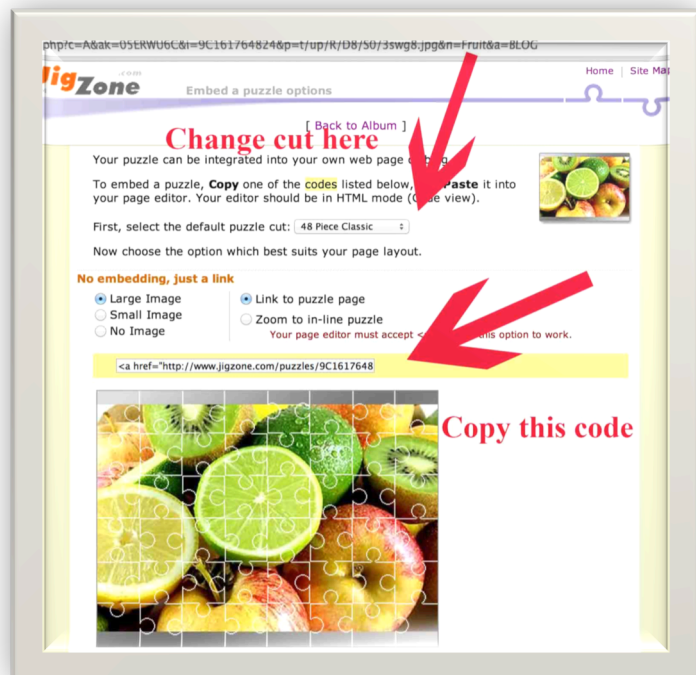 php?c=A&ak=05ERWU6C&i=9C161764824&p=t/up/R/D8/S0/3swg8.jpg&n=Fruit&a=BLOG
JigZone .com
Embed a puzzle options
Home | Site Map
[ Back to Album ]
Change cut here
Your puzzle can be integrated into your own web page
To embed a puzzle, Copy one of the codes listed below, Paste it into
your page editor. Your editor should be in HTML mode ( view).
First, select the default puzzle cut: 48 Piece Classic
Now choose the option which best suits your page layout.
No embedding, just a link
Large Image
Small Image
No Image
Link to puzzle page
Zoom to in-line puzzle
Your page editor must accept < this option to work.
<a href="http://www.jigzone.com/puzzles/9C1617648
Copy this code